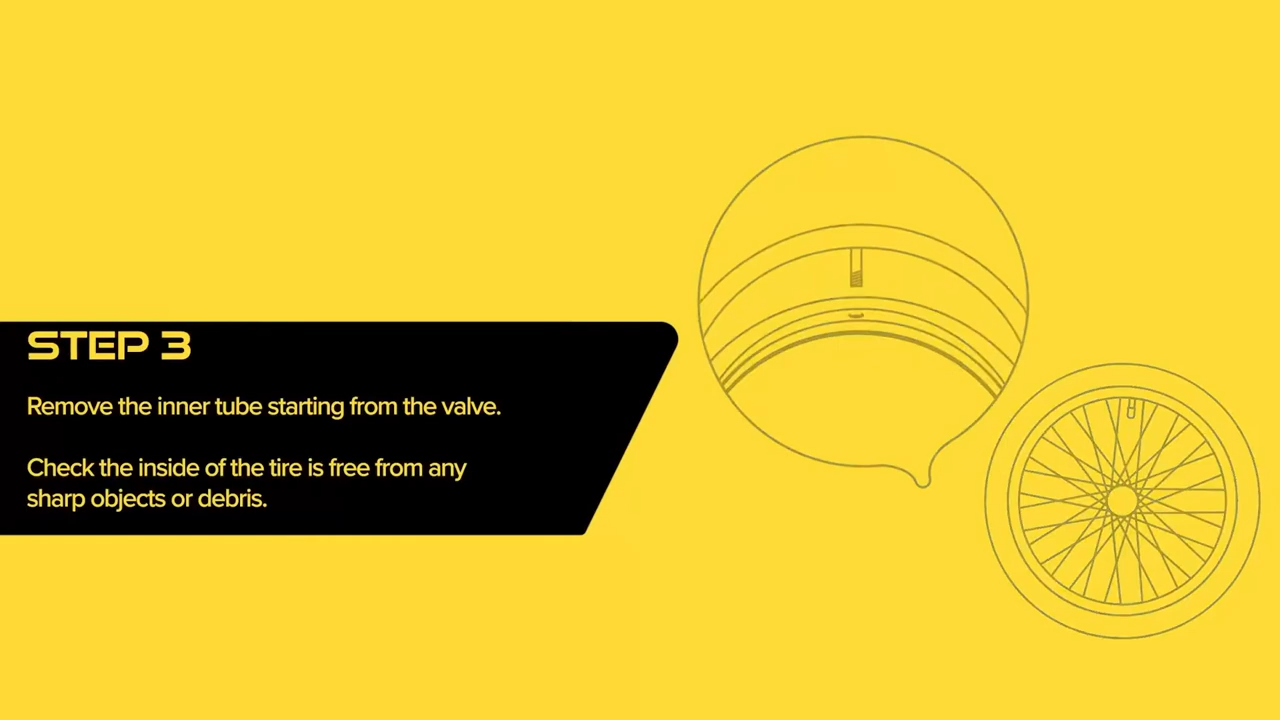 STEP 3
Remove the inner tube starting from the valve.
Check the inside of the tire is free from any
sharp objects or debris.